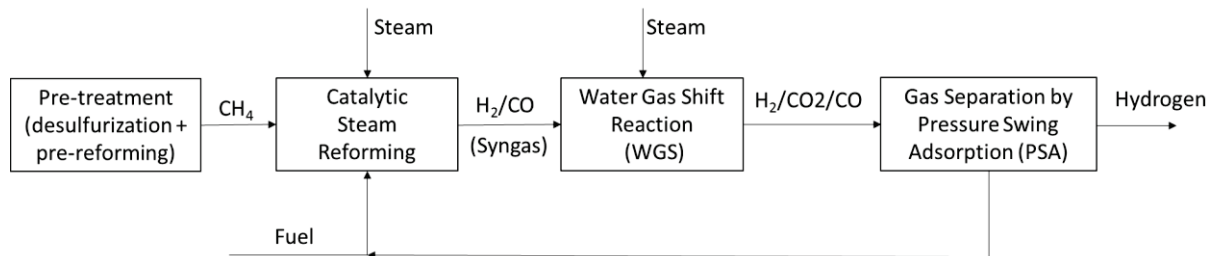 Steam
Steam
Pre-treatment
(desulfurization +
pre-reforming)
CH₄
Catalytic
Steam
Reforming
H₂/CO
(Syngas)
Water Gas Shift
Reaction
(WGS)
H₂/CO2/CO
Gas Separation by
Pressure Swing
Adsorption (PSA)
Hydrogen
Fuel